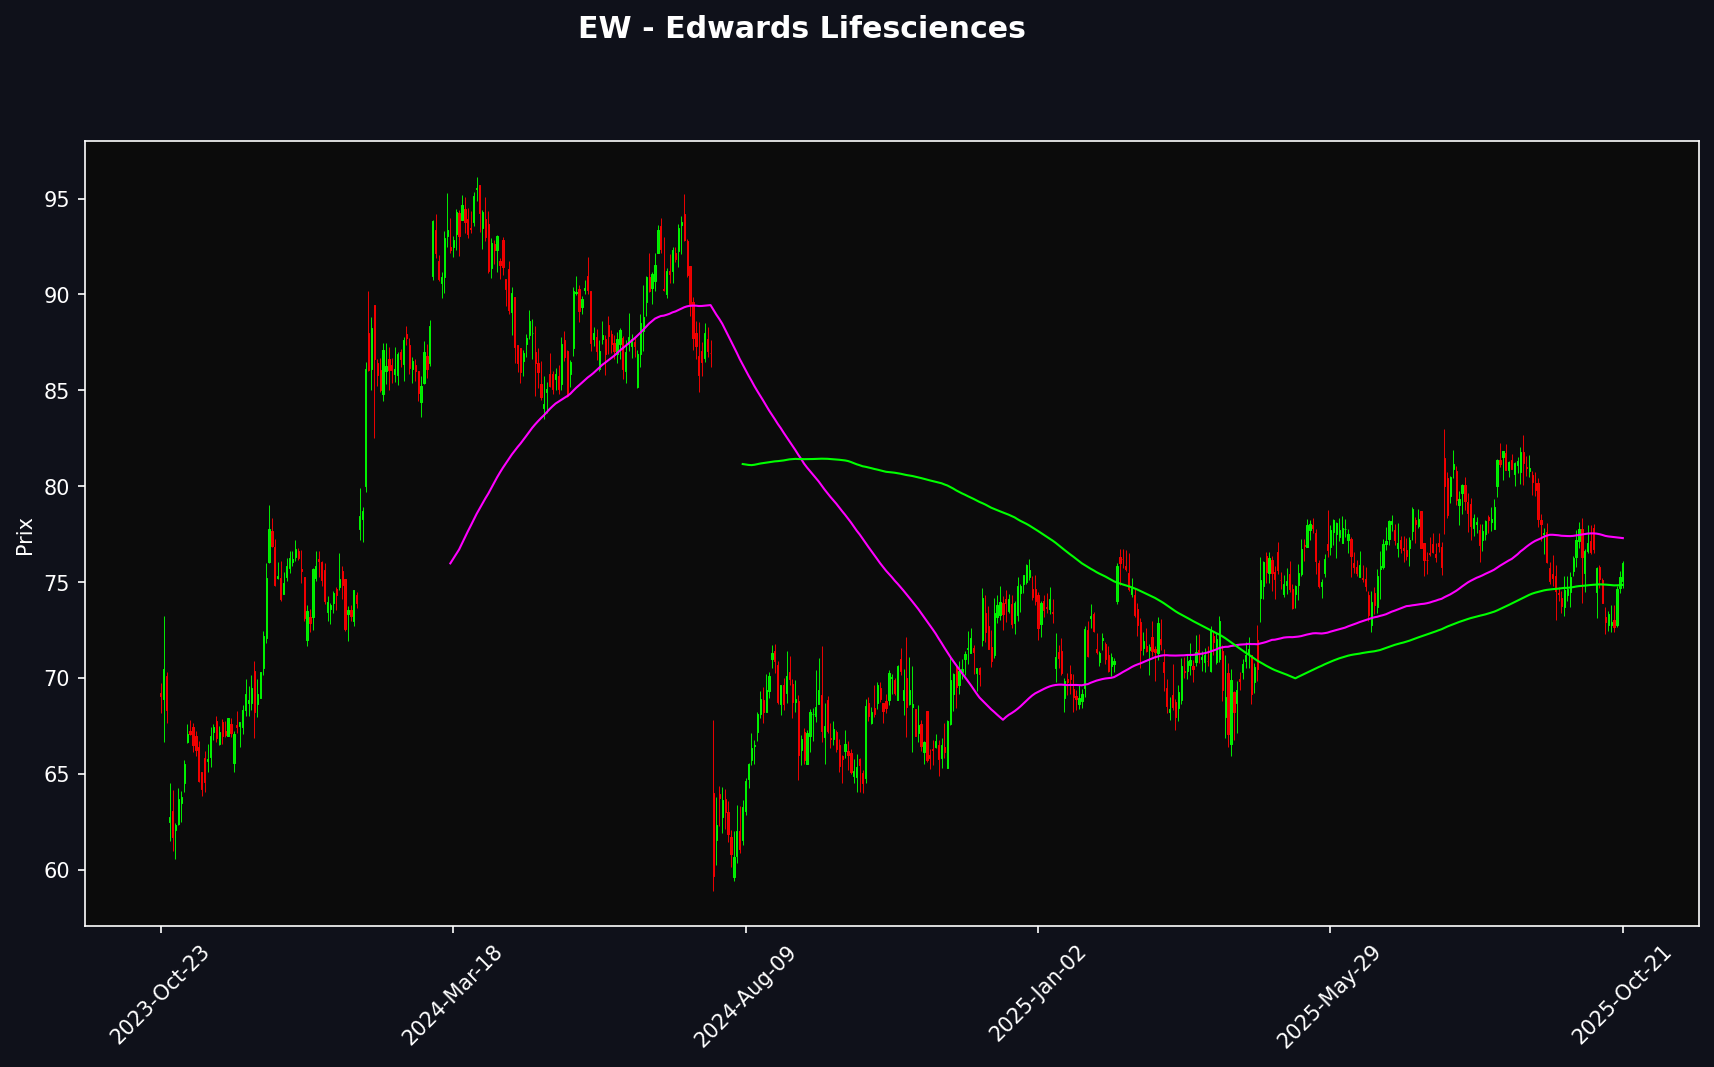 EW - Edwards Lifesciences
Prix
95
90
85
80
75
70
65
60
2023-Oct-23
2024-Mar-18
2024-Aug-09
2025-Jan-02
2025-May-29
2025-Oct-21